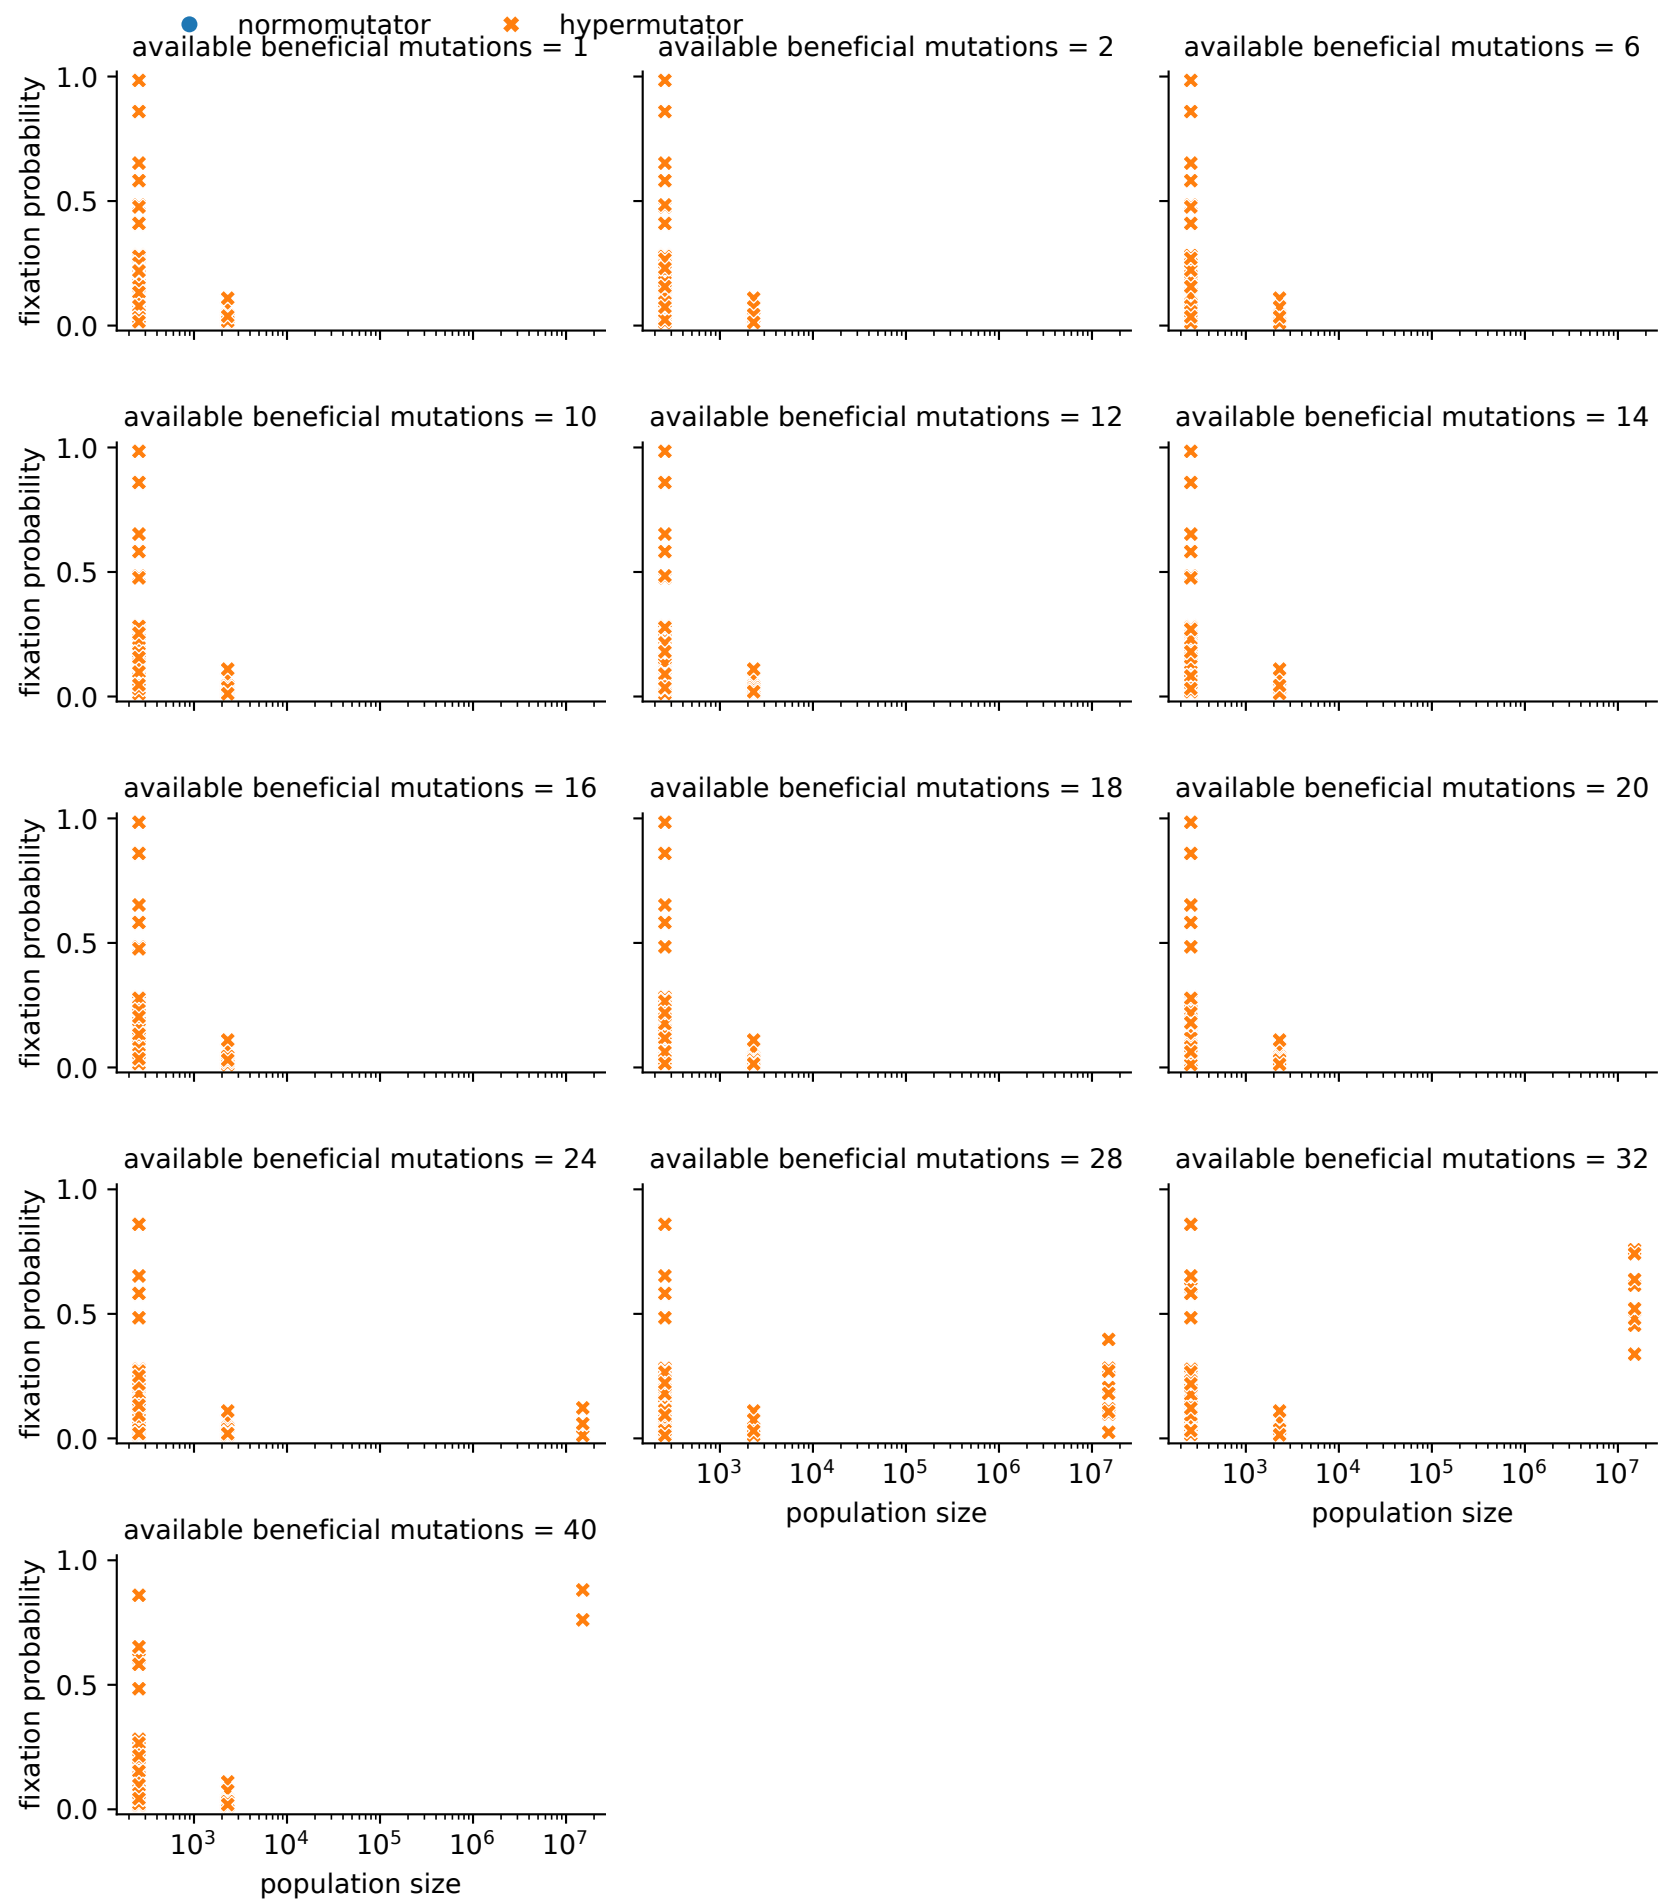 normomutator hypermutator
available beneficial mutations = 1 available beneficial mutations = 2 available beneficial mutations = 6
1.0
0.5
0.0
fixation probability
available beneficial mutations = 10 available beneficial mutations = 12 available beneficial mutations = 14
1.0
0.5
0.0
fixation probability
available beneficial mutations = 16 available beneficial mutations = 18 available beneficial mutations = 20
1.0
0.5
0.0
fixation probability
available beneficial mutations = 24 available beneficial mutations = 28 available beneficial mutations = 32
1.0
0.5
0.0
fixation probability
10³ 10⁴ 10⁵ 10⁶ 10⁷ 10³ 10⁴ 10⁵ 10⁶ 10⁷
population size population size
available beneficial mutations = 40
1.0
0.5
0.0
fixation probability
10³ 10⁴ 10⁵ 10⁶ 10⁷
population size